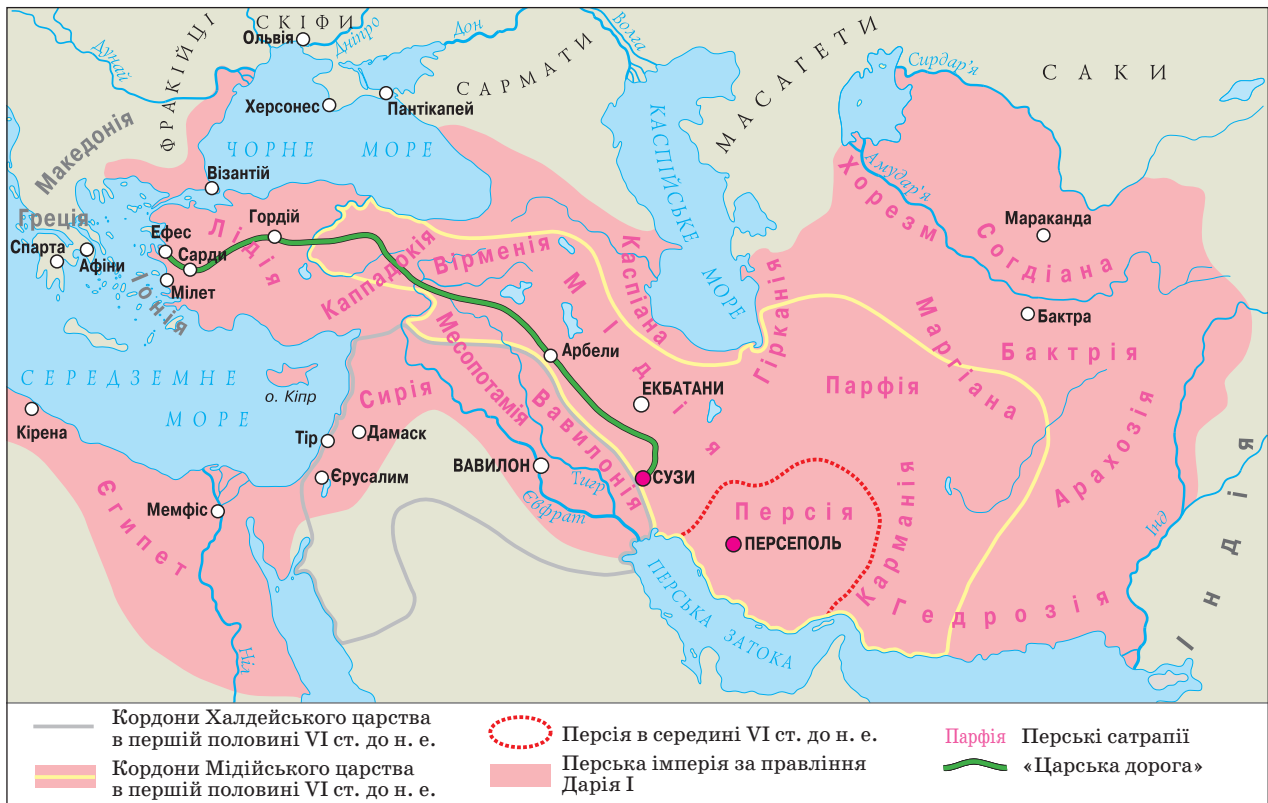 СКІФИ
Ольвія
Дніпро
Дон
Волга
Дунай
ФРАКІЙЦІ
САРМАТИ
МАСАГЕТИ
Сирдар'я
САКИ
Херсонес
Пантікапей
Македонія
ЧОРНЕ МОРЕ
КАСПІЙСЬКЕ МОРЕ
Амудар'я
Хорезм
Візантій
Мараканда
Согдіана
Греція
Гордій
Лідія
Ефес
Сарди
Спарта
Афіни
Мілет
Іонія
Каппадокія
Вірменія
Мідія
Каспіана
Гірканія
Маргіана
Бактра
Бактрія
Месопотамія
Арбели
Парфія
СЕРЕДЗЕМНЕ МОРЕ
о. Кіпр
Сирія
ЕКБАТАНИ
Вавилонія
Кірена
Тір
Дамаск
Єрусалим
ВАВИЛОН
Тигр
Євфрат
СУЗИ
Арахозія
Інд
Індія
Єгипет
Мемфіс
Персія
ПЕРСЕПОЛЬ
Карманія
Гедрозія
ПЕРСЬКА ЗАТОКА
Ніл
Кордони Халдейського царства
в першій половині VI ст. до н. е.
Кордони Мідійського царства
в першій половині VI ст. до н. е.
Персія в середині VI ст. до н. е.
Перська імперія за правління
Дарія I
Парфія Перські сатрапії
«Царська дорога»